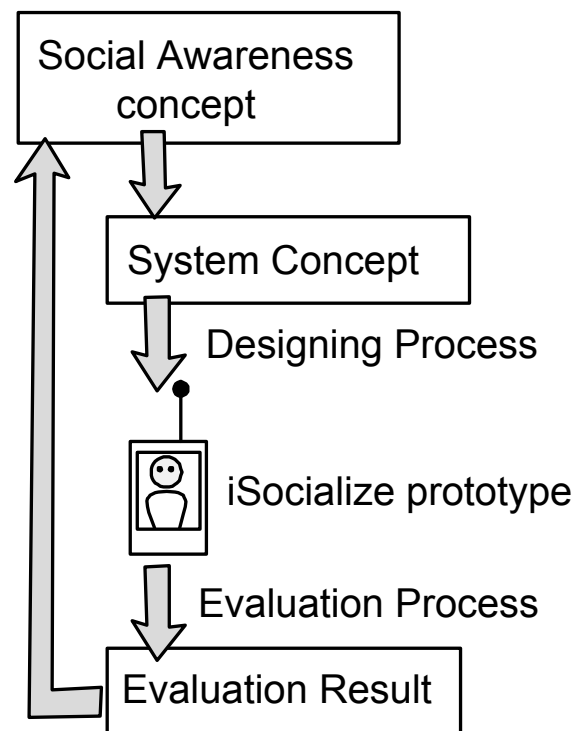 Social Awareness
concept
System Concept
Designing Process
iSocialize prototype
Evaluation Process
Evaluation Result